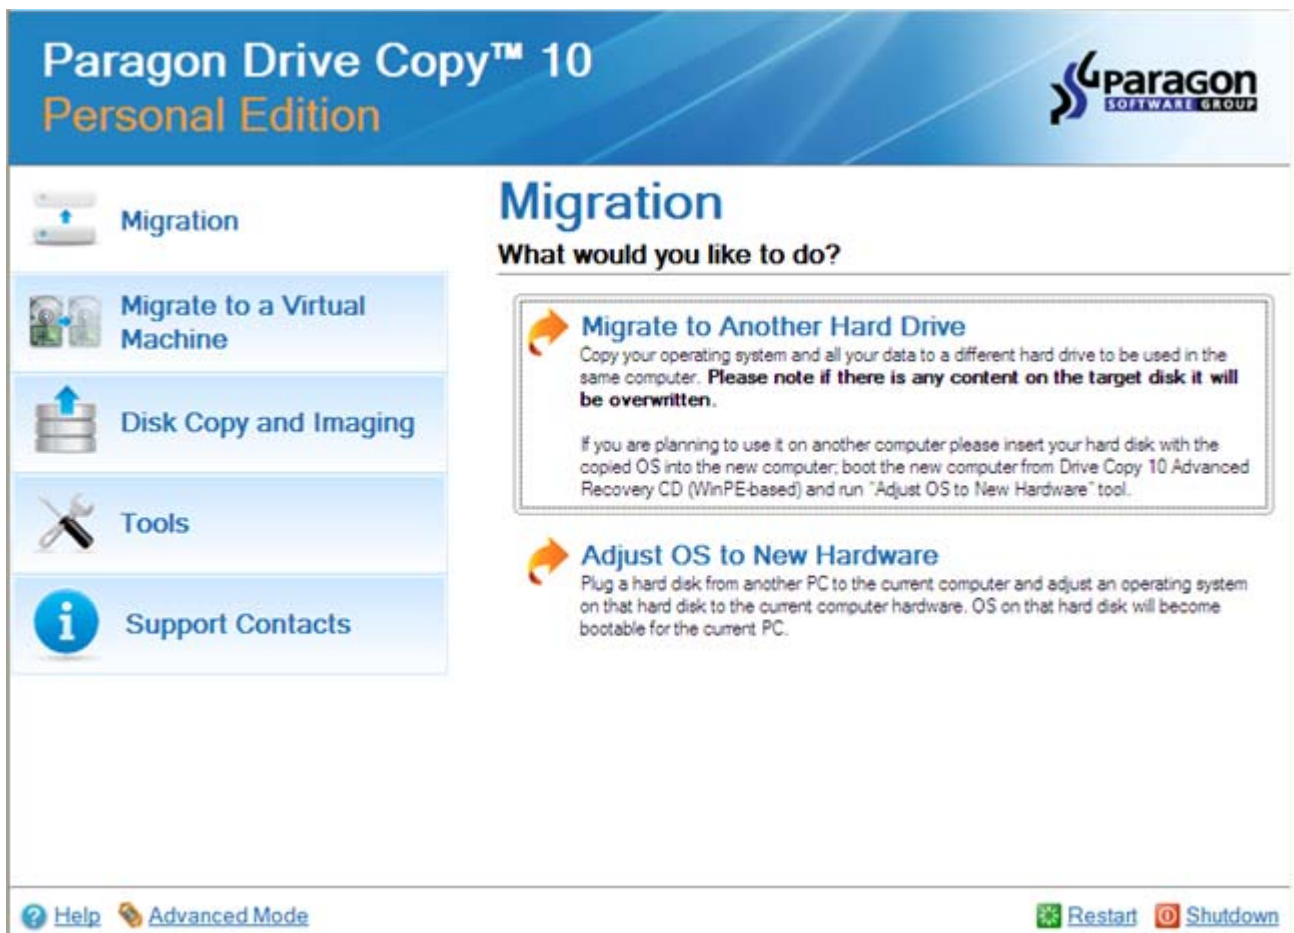 Paragon Drive Copy™ 10
Personal Edition
Paragon
SOFTWARE GROUP
Migration
Migrate to a Virtual
Machine
Disk Copy and Imaging
Tools
Support Contacts
Migration
What would you like to do?
Migrate to Another Hard Drive
Copy your operating system and all your data to a different hard drive to be used in the
same computer. Please note if there is any content on the target disk it will
be overwritten.
If you are planning to use it on another computer please insert your hard disk with the
copied OS into the new computer; boot the new computer from Drive Copy 10 Advanced
Recovery CD (WinPE-based) and run "Adjust OS to New Hardware" tool.
Adjust OS to New Hardware
Plug a hard disk from another PC to the current computer and adjust an operating system
on that hard disk to the current computer hardware. OS on that hard disk will become
bootable for the current PC.
Help
Advanced Mode
Restart
Shutdown